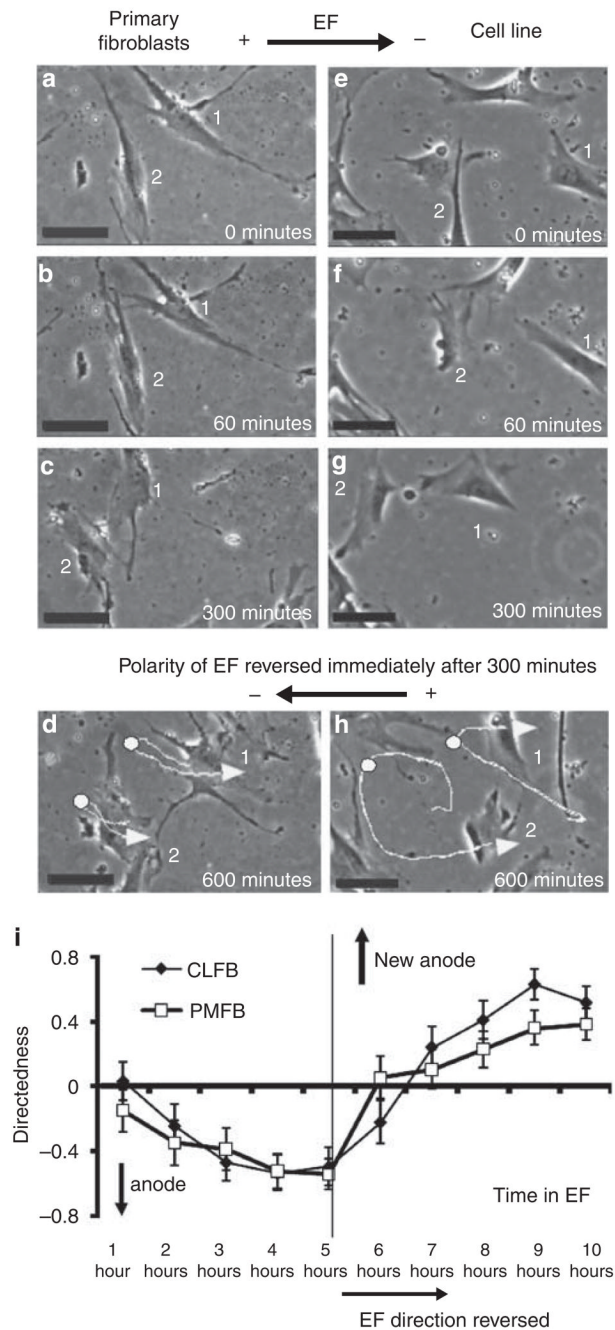 Primary
fibroblasts
+ EF –
Cell line
a
1
2
0 minutes
e
1
2
0 minutes
b
1
2
60 minutes
f
1
2
60 minutes
c
1
2
300 minutes
g
2
1
300 minutes
Polarity of EF reversed immediately after 300 minutes
– +
d
1
2
600 minutes
h
1
2
600 minutes
i
0.8
0.4
0
–0.4
–0.8
Directedness
CLFB
PMFB
New anode
anode
Time in EF
1 2 3 4 5 6 7 8 9 10
hour hours hours hours hours hours hours hours hours hours
EF direction reversed